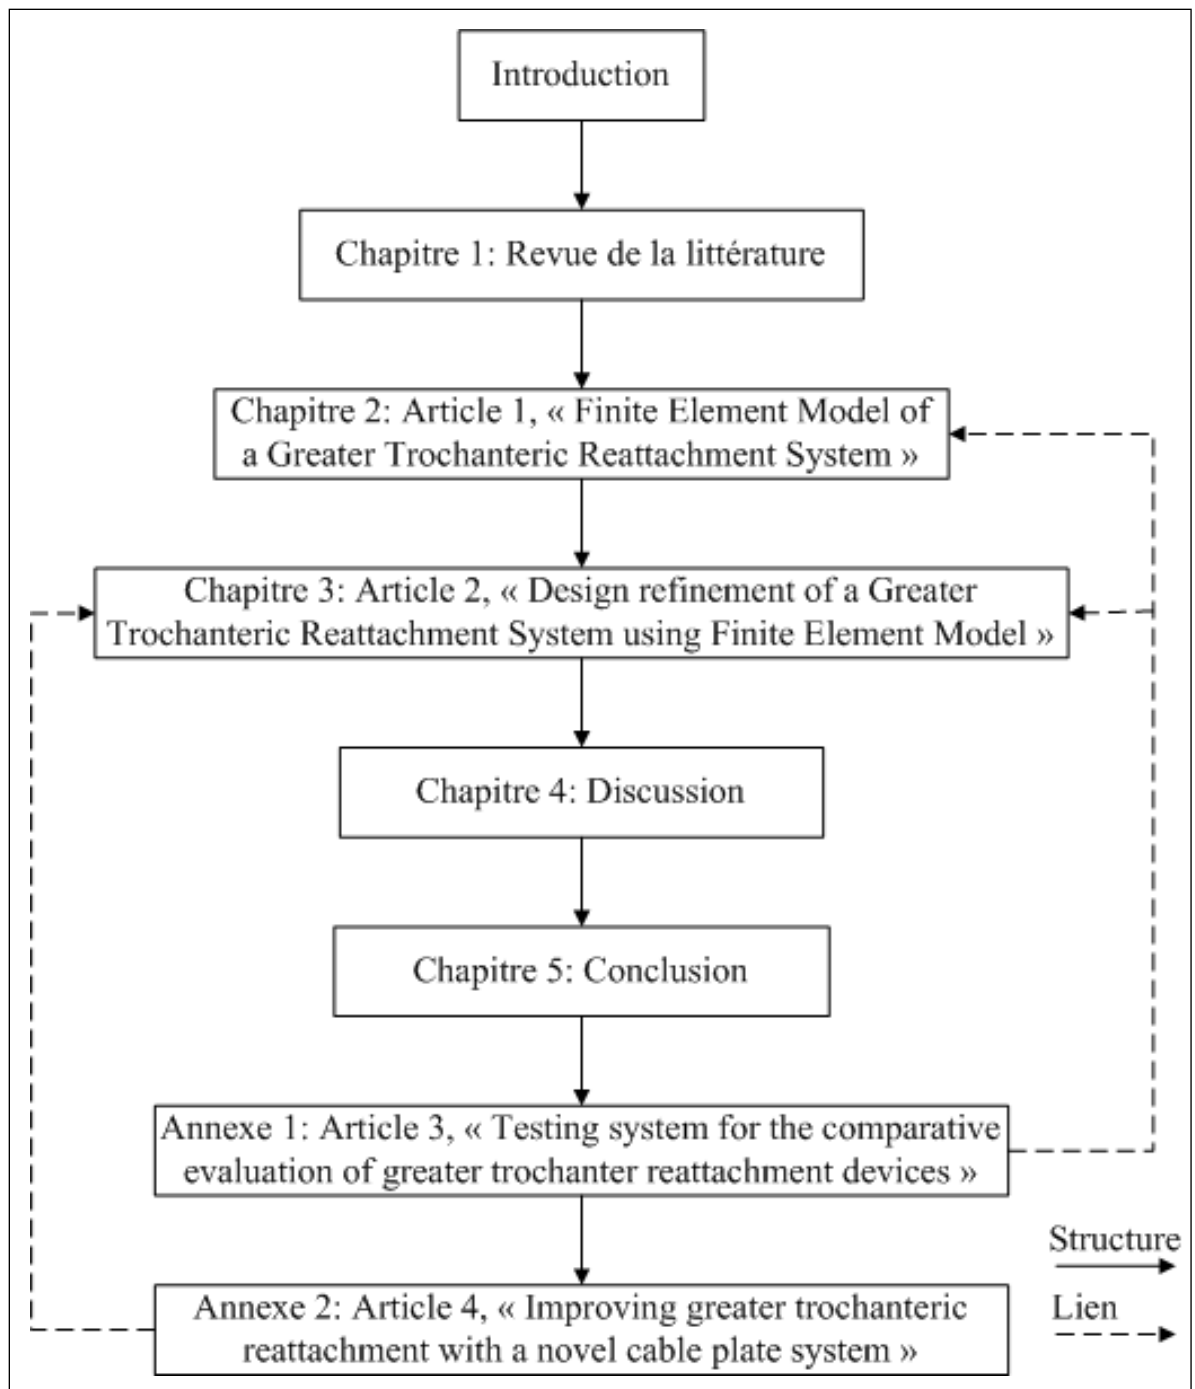 Introduction
Chapitre 1: Revue de la littérature
Chapitre 2: Article 1, « Finite Element Model of
a Greater Trochanteric Reattachment System »
Chapitre 3: Article 2, « Design refinement of a Greater
Trochanteric Reattachment System using Finite Element Model »
Chapitre 4: Discussion
Chapitre 5: Conclusion
Annexe 1: Article 3, « Testing system for the comparative
evaluation of greater trochanter reattachment devices »
Annexe 2: Article 4, « Improving greater trochanteric
reattachment with a novel cable plate system »
Structure
Lien